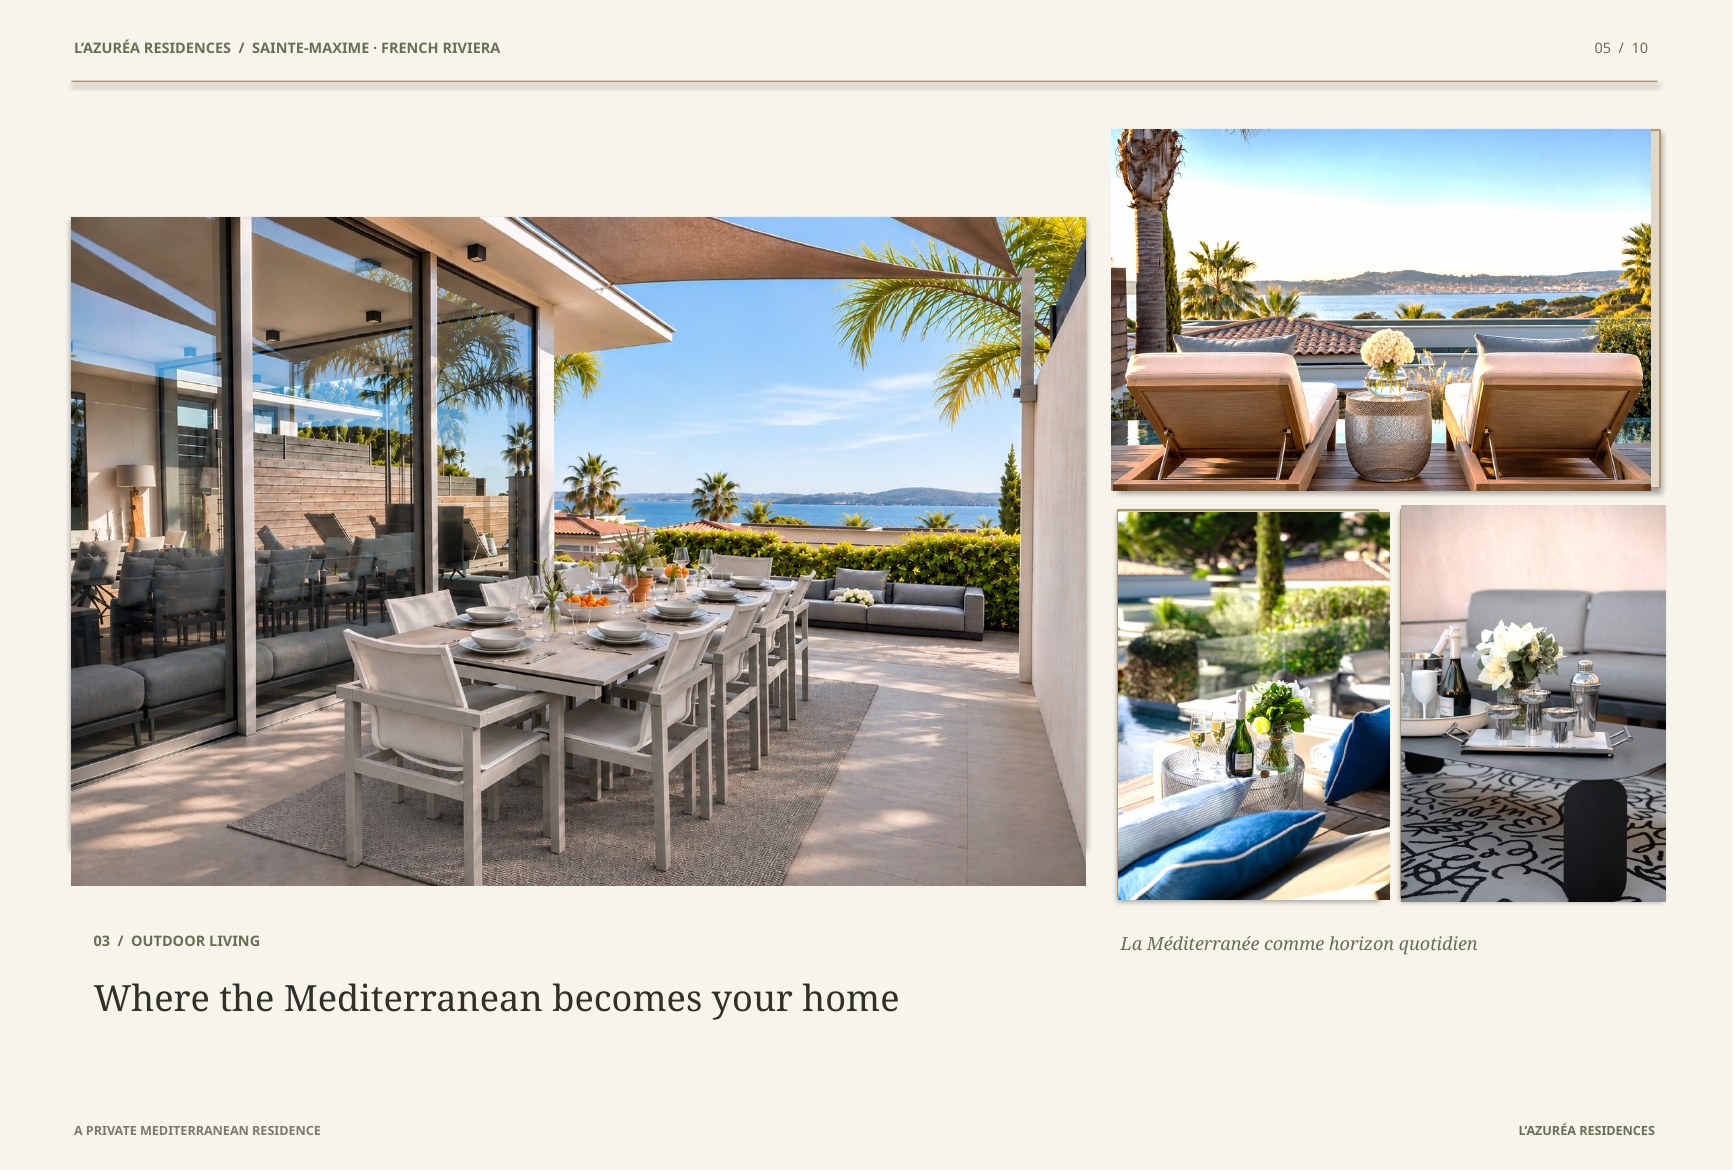 L'AZURÉA RESIDENCES / SAINTE-MAXIME · FRENCH RIVIERA
05 / 10
03 / OUTDOOR LIVING
Where the Mediterranean becomes your home
La Méditerranée comme horizon quotidien
A PRIVATE MEDITERRANEAN RESIDENCE
L'AZURÉA RESIDENCES